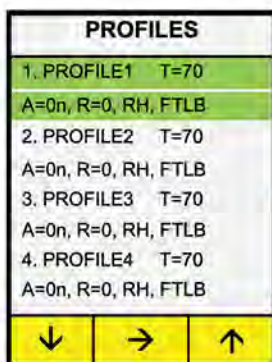 PROFILES
1. PROFILE1 T=70
A=0n, R=0, RH, FTLB
2. PROFILE2 T=70
A=0n, R=0, RH, FTLB
3. PROFILE3 T=70
A=0n, R=0, RH, FTLB
4. PROFILE4 T=70
A=0n, R=0, RH, FTLB